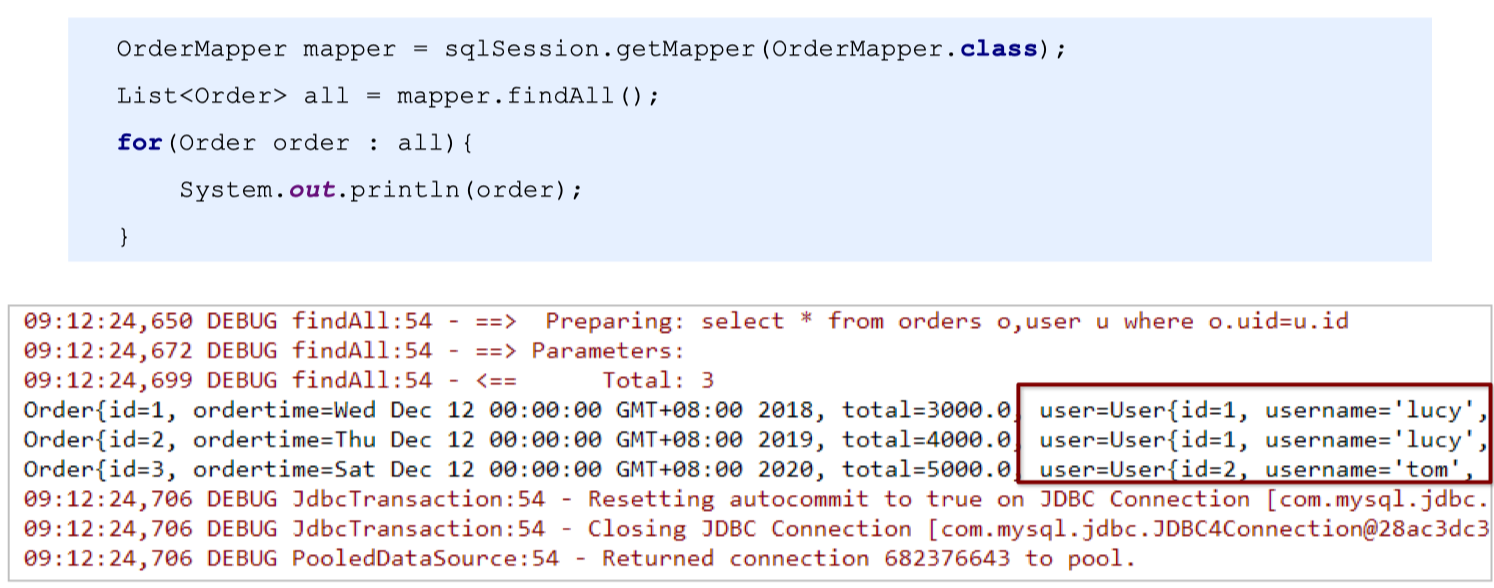 OrderMapper mapper = sqlSession.getMapper(OrderMapper.class);
List<Order> all = mapper.findAll();
for(Order order : all){
    System.out.println(order);
}
09:12:24,650 DEBUG findAll:54 - ==>  Preparing: select * from orders o,user u where o.uid=u.id
09:12:24,672 DEBUG findAll:54 - ==> Parameters:
09:12:24,699 DEBUG findAll:54 - <==      Total: 3
Order{id=1, ordertime=Wed Dec 12 00:00:00 GMT+08:00 2018, total=3000.0, user=User{id=1, username='lucy',
Order{id=2, ordertime=Thu Dec 12 00:00:00 GMT+08:00 2019, total=4000.0, user=User{id=1, username='lucy',
Order{id=3, ordertime=Sat Dec 12 00:00:00 GMT+08:00 2020, total=5000.0, user=User{id=2, username='tom',
09:12:24,706 DEBUG JdbcTransaction:54 - Resetting autocommit to true on JDBC Connection [com.mysql.jdbc.
09:12:24,706 DEBUG JdbcTransaction:54 - Closing JDBC Connection [com.mysql.jdbc.JDBC4Connection@28ac3dc3
09:12:24,706 DEBUG PooledDataSource:54 - Returned connection 682376643 to pool.